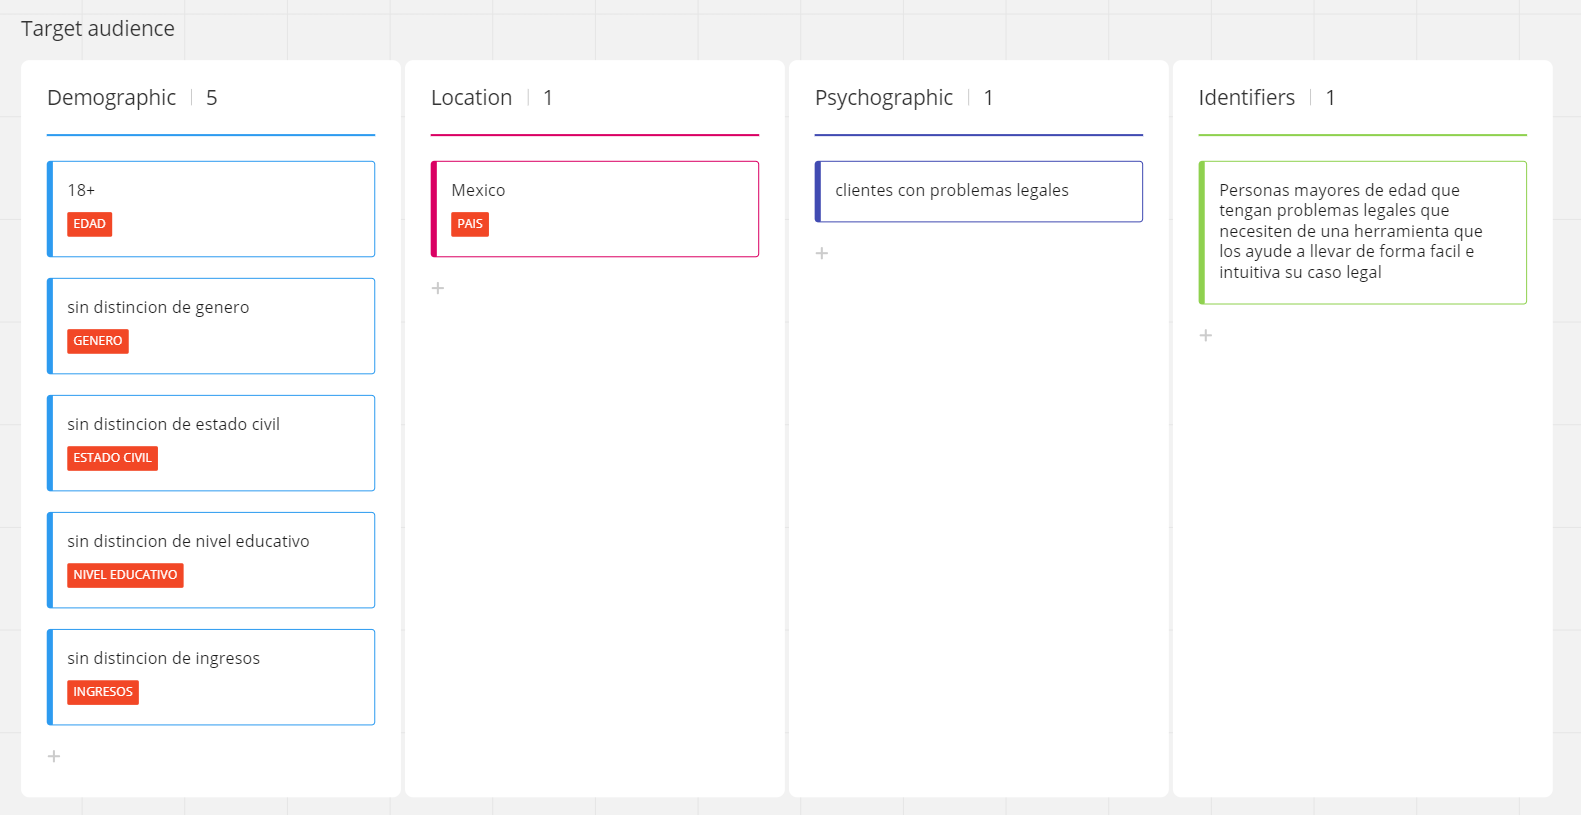 Target audience
Demographic | 5
18+
EDAD
sin distincion de genero
GENERO
sin distincion de estado civil
ESTADO CIVIL
sin distincion de nivel educativo
NIVEL EDUCATIVO
sin distincion de ingresos
INGRESOS
+
Location | 1
Mexico
PAIS
+
Psychographic | 1
clientes con problemas legales
+
Identifiers | 1
Personas mayores de edad que
tengan problemas legales que
necesiten de una herramienta que
los ayude a llevar de forma facil e
intuitiva su caso legal
+